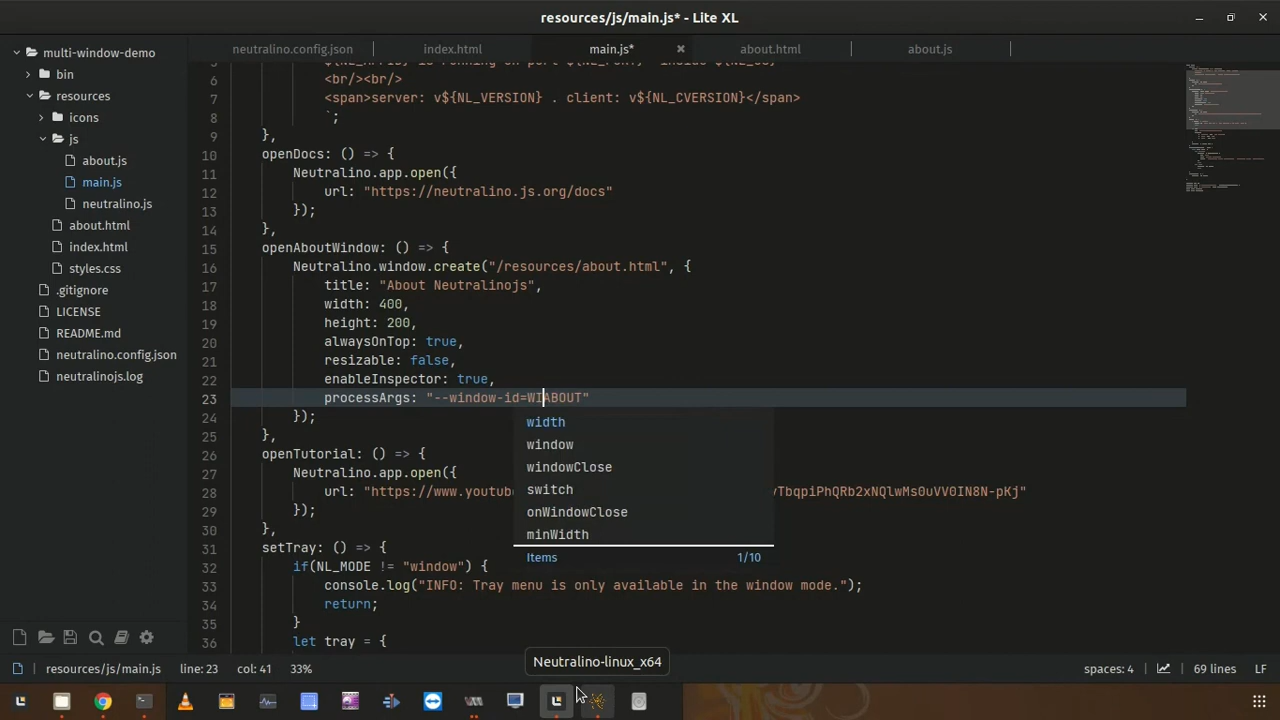 resources/js/main.js* - Lite XL
multi-window-demo
bin
resources
icons
js
about.js
main.js
neutralino.js
about.html
index.html
styles.css
.gitignore
LICENSE
README.md
neutralino.config.json
neutralinojs.log
neutralino.config.json
index.html
main.js*
about.html
about.js
6 <br/><br/>
7 <span>server: v${NL_VERSION} . client: v${NL_CVERSION}</span>
8 `;
9 },
10 openDocs: () => {
11 Neutralino.app.open({
12 url: "https://neutralino.js.org/docs"
13 });
14 },
15 openAboutWindow: () => {
16 Neutralino.window.create("/resources/about.html", {
17 title: "About Neutralinojs",
18 width: 400,
19 height: 200,
20 alwaysOnTop: true,
21 resizable: false,
22 enableInspector: true,
23 processArgs: "--window-id=WIABOUT"
24 });
25 },
26 openTutorial: () => {
27 Neutralino.app.open({
28 url: "https://www.youtub
29 });
30 },
31 setTray: () => {
32 if(NL_MODE != "window") {
33 console.log("INFO: Tray menu is only available in the window mode.");
34 return;
35 }
36 let tray = {
width
window
windowClose
switch
onWindowClose
minWidth
Items 1/10
resources/js/main.js line: 23 col: 41 33% spaces: 4 69 lines LF
Neutralino-linux_x64